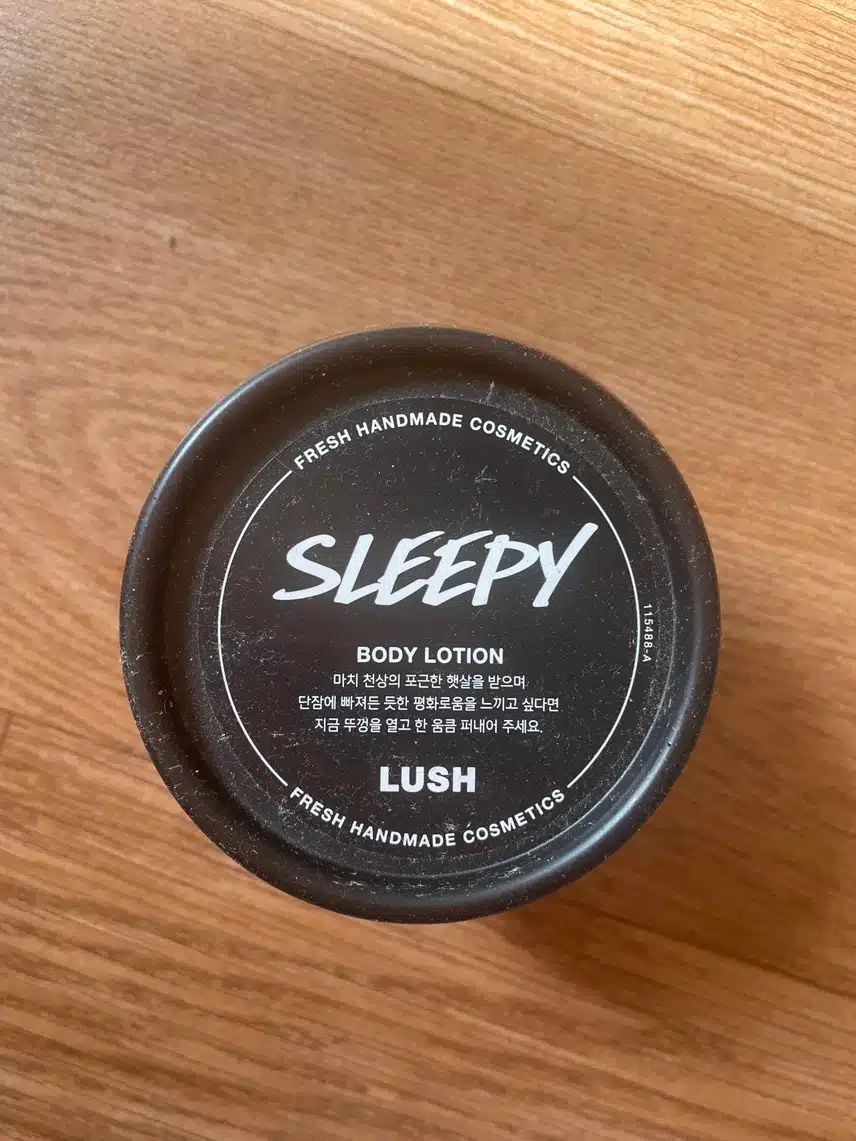 FRESH HANDMADE COSMETICS
SLEEPY
BODY LOTION
마치 천상의 포근한 햇살을 받으며
단잠에 빠져든 듯한 평화로움을 느끼고 싶다면
지금 뚜껑을 열고 한 움큼 퍼내어 주세요.
LUSH
FRESH HANDMADE COSMETICS
115488-A